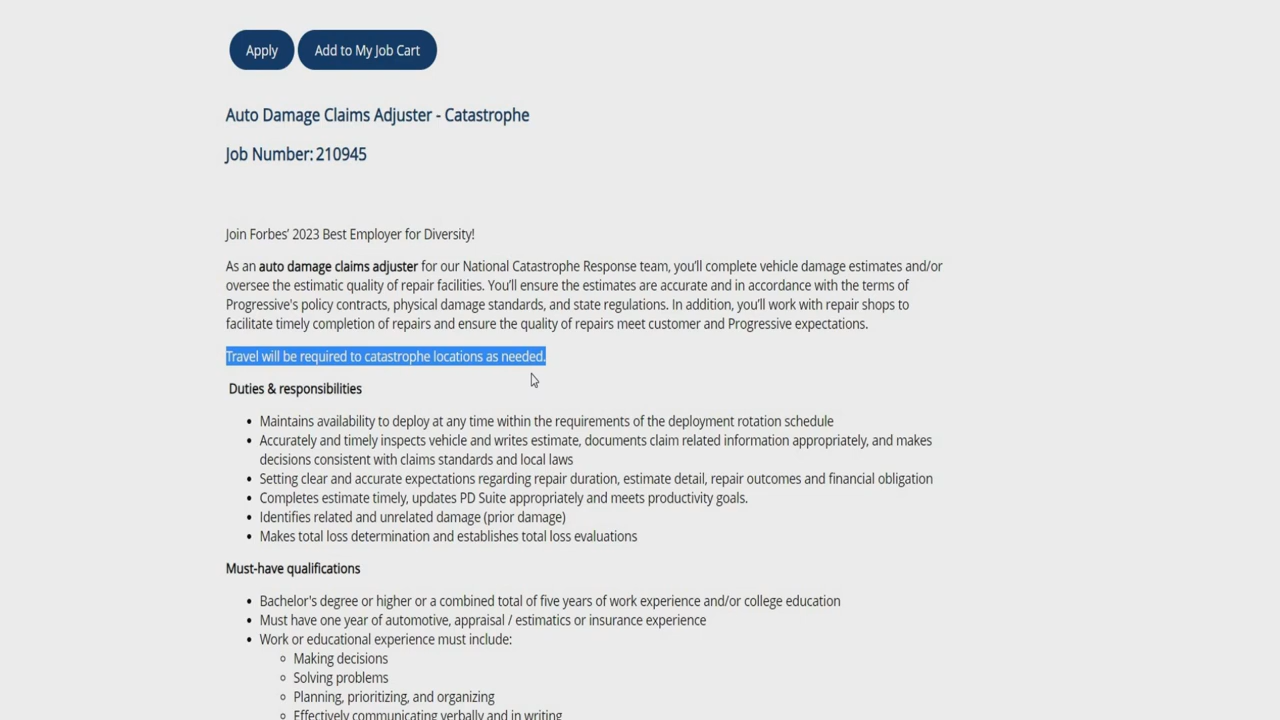 Apply Add to My Job Cart
Auto Damage Claims Adjuster - Catastrophe
Job Number: 210945
Join Forbes’ 2023 Best Employer for Diversity!
As an auto damage claims adjuster for our National Catastrophe Response team, you’ll complete vehicle damage estimates and/or
oversee the estimatic quality of repair facilities. You’ll ensure the estimates are accurate and in accordance with the terms of
Progressive's policy contracts, physical damage standards, and state regulations. In addition, you’ll work with repair shops to
facilitate timely completion of repairs and ensure the quality of repairs meet customer and Progressive expectations.
Travel will be required to catastrophe locations as needed.
Duties & responsibilities
• Maintains availability to deploy at any time within the requirements of the deployment rotation schedule
• Accurately and timely inspects vehicle and writes estimate, documents claim related information appropriately, and makes
decisions consistent with claims standards and local laws
• Setting clear and accurate expectations regarding repair duration, estimate detail, repair outcomes and financial obligation
• Completes estimate timely, updates PD Suite appropriately and meets productivity goals.
• Identifies related and unrelated damage (prior damage)
• Makes total loss determination and establishes total loss evaluations
Must-have qualifications
• Bachelor's degree or higher or a combined total of five years of work experience and/or college education
• Must have one year of automotive, appraisal / estimatics or insurance experience
• Work or educational experience must include:
◦ Making decisions
◦ Solving problems
◦ Planning, prioritizing, and organizing
◦ Effectively communicating verbally and in writing